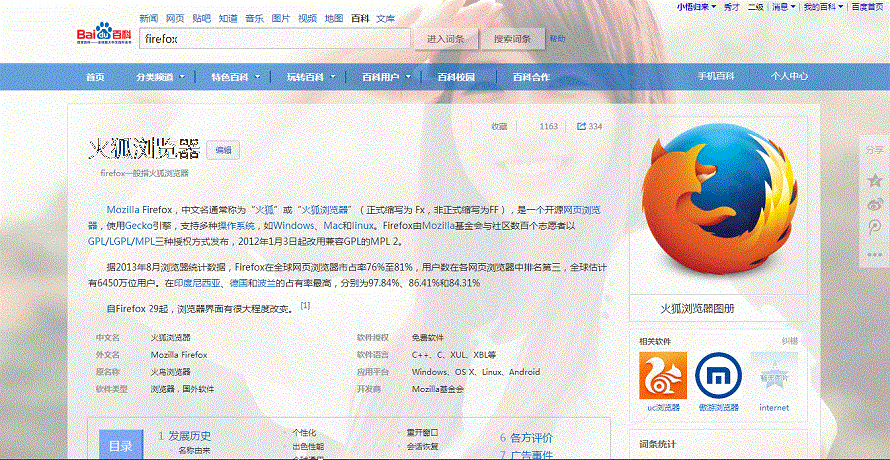 小悟归来 秀才 二级 | 消息 | 我的百科 | 百度首页
新闻 网页 贴吧 知道 音乐 图片 视频 地图 百科 文库
Bai 百科
firefox 进入词条 搜索词条 帮助
首页 分类频道 特色百科 玩转百科 百科用户 百科校园 百科合作 手机百科 个人中心
收藏 1163 334
火狐浏览器 编辑
firefox一般指火狐浏览器
Mozilla Firefox，中文名通常称为“火狐”或“火狐浏览器”（正式缩写为 Fx，非正式缩写为FF），是一个开源网页浏览
器，使用Gecko引擎，支持多种操作系统，如Windows、Mac和linux。Firefox由Mozilla基金会与社区数百个志愿者以
GPL/LGPL/MPL三种授权方式发布，2012年1月3日起改用兼容GPL的MPL 2。
据2013年8月浏览器统计数据，Firefox在全球网页浏览器市占率76%至81%，用户数在各网页浏览器中排名第三，全球估计
有6450万位用户。在印度尼西亚、德国和波兰的占有率最高，分别为97.84%、86.41%和84.31%
自Firefox 29起，浏览器界面有很大程度改变。 [1]
中文名 火狐浏览器 软件授权 免费软件
外文名 Mozilla Firefox 软件语言 C++、C、XUL、XBL等
原名称 火鸟浏览器 应用平台 Windows、OS X、Linux、Android
软件类型 浏览器，国外软件 开发商 Mozilla基金会
目录
1 发展历史
· 名称由来
· 个性化
· 出色性能
· 重开窗口
· 会话恢复
6 各方评价
7 广告事件
分享
火狐浏览器图册
相关软件 纠错
暂无图片
uc浏览器 傲游浏览器 internet
词条统计